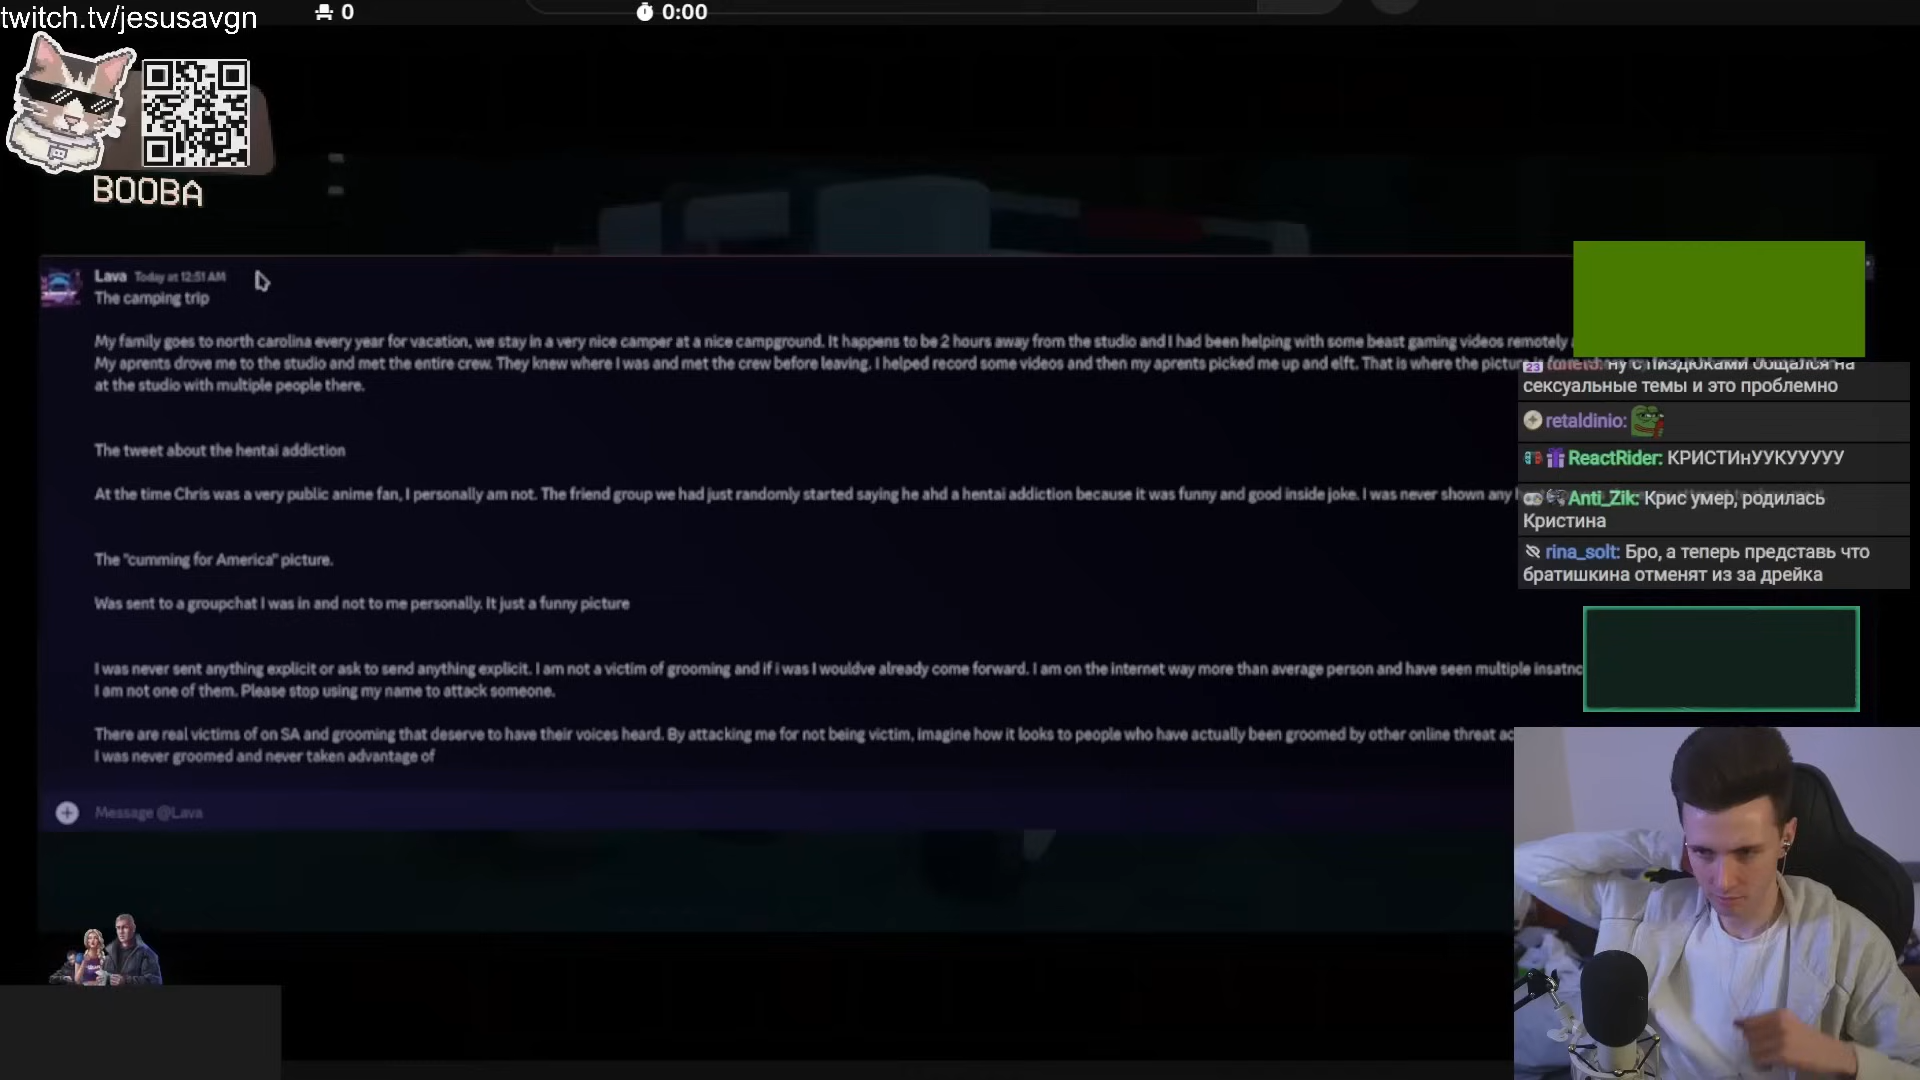 twitch.tv/jesusavgn
0
0:00
BOOBA
Lava Today at 12:51 AM
The camping trip
My family goes to north carolina every year for vacation, we stay in a very nice camper at a nice campground. It happens to be 2 hours away from the studio and I had been helping with some beast gaming videos remotely
My aprents drove me to the studio and met the entire crew. They knew where I was and met the crew before leaving. I helped record some videos and then my aprents picked me up and elft. That is where the
at the studio with multiple people there.
The tweet about the hentai addiction
At the time Chris was a very public anime fan, I personally am not. The friend group we had just randomly started saying he ahd a hentai addiction because it was funny and good inside joke. I was never shown any
The "cumming for America" picture.
Was sent to a groupchat I was in and not to me personally. It just a funny picture
I was never sent anything explicit or ask to send anything explicit. I am not a victim of grooming and if i was I wouldve already come forward. I am on the internet way more than average person and have seen multiple
I am not one of them. Please stop using my name to attack someone.
There are real victims of on SA and grooming that deserve to have their voices heard. By attacking me for not being victim, imagine how it looks to people who have actually been groomed by other online threat
I was never groomed and never taken advantage of
Message @Lava
23 ну с пиздюками общался на
сексуальные темы и это проблемно
retaldinio:
ReactRider: КРИСТИнУУКУУУУУ
Anti_Zik: Крис умер, родилась
Кристина
rina_solt: Бро, а теперь представь что
братишкина отменят из за дрейка